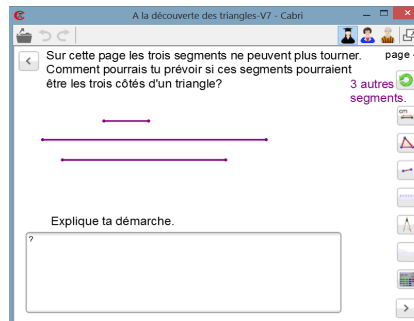 A la découverte des triangles-V7 - Cabri
Sur cette page les trois segments ne peuvent plus tourner.
page
Comment pourrais tu prévoir si ces segments pourraient
être les trois côtés d'un triangle?
3 autres
segments.
cm
Explique ta démarche.
?